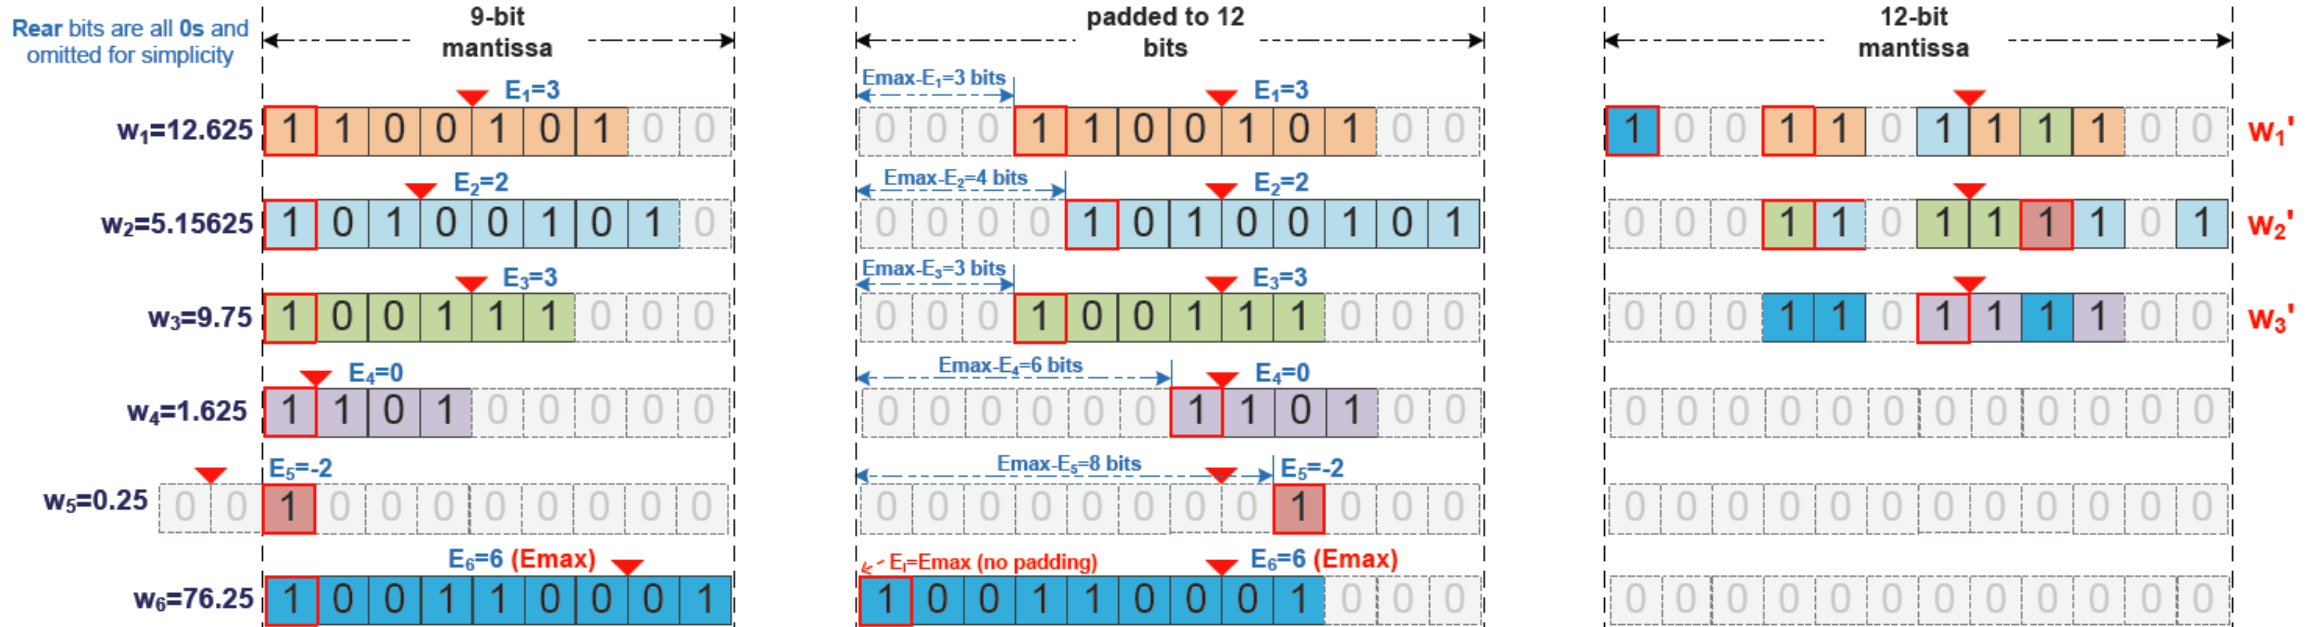 Rear bits are all 0s and
omitted for simplicity
9-bit
mantissa
padded to 12
bits
12-bit
mantissa
E₁=3
Emax-E₁=3 bits
E₁=3
w₁=12.625
1 1 0 0 1 0 1 0 0
0 0 0 1 1 0 0 1 0 1 0 0
1 0 0 1 1 0 1 1 1 1 0 0
w₁'
E₂=2
Emax-E₂=4 bits
E₂=2
w₂=5.15625
1 0 1 0 0 1 0 1 0
0 0 0 0 1 0 1 0 0 1 0 1
0 0 0 1 1 0 1 1 1 1 0 1
w₂'
E₃=3
Emax-E₃=3 bits
E₃=3
w₃=9.75
1 0 0 1 1 1 0 0 0
0 0 0 1 0 0 1 1 1 0 0 0
0 0 0 1 1 0 1 1 1 1 0 0
w₃'
E₄=0
Emax-E₄=6 bits
E₄=0
w₄=1.625
1 1 0 1 0 0 0 0 0
0 0 0 0 0 0 1 1 0 1 0 0
0 0 0 0 0 0 0 0 0 0 0 0
E₅=-2
Emax-E₅=8 bits
E₅=-2
w₅=0.25
0 0 1 0 0 0 0 0 0 0 0
0 0 0 0 0 0 0 0 1 0 0 0
0 0 0 0 0 0 0 0 0 0 0 0
E₆=6 (Emax)
Eᵢ=Emax (no padding)
E₆=6 (Emax)
w₆=76.25
1 0 0 1 1 0 0 0 1
1 0 0 1 1 0 0 0 1 0 0 0
0 0 0 0 0 0 0 0 0 0 0 0